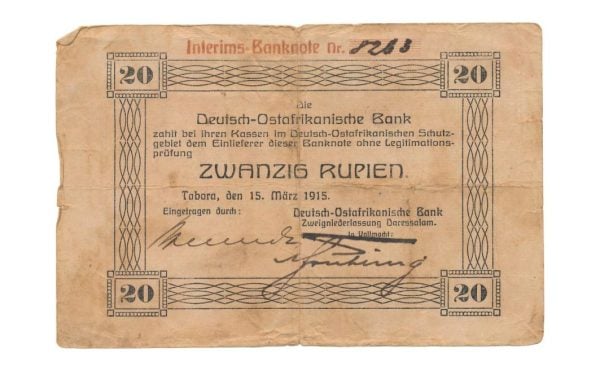 Interims-Banknote Nr. 8263
20 20
Die
Deutsch-Ostafrikanische Bank
zahlt bei ihren Kassen im Deutsch-Ostafrikanischen Schutz-
gebiet dem Einlieferer dieser Banknote ohne Legitimations-
prüfung
ZWANZIG RUPIEN.
Tabora, den 15. März 1915.
Eingetragen durch: Deutsch-Ostafrikanische Bank
Zweigniederlassung Daressalam.
in Vollmacht:
20 20